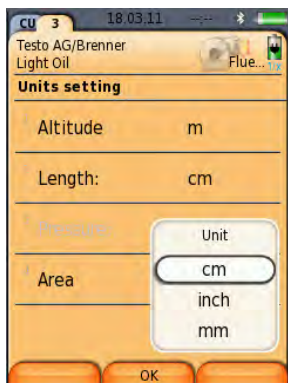 CU 3 18.03.11 --:--
Testo AG/Brenner
Light Oil Flue...
Units setting
Altitude m
Length: cm
Pressure
Unit
cm
Area
inch
mm
OK